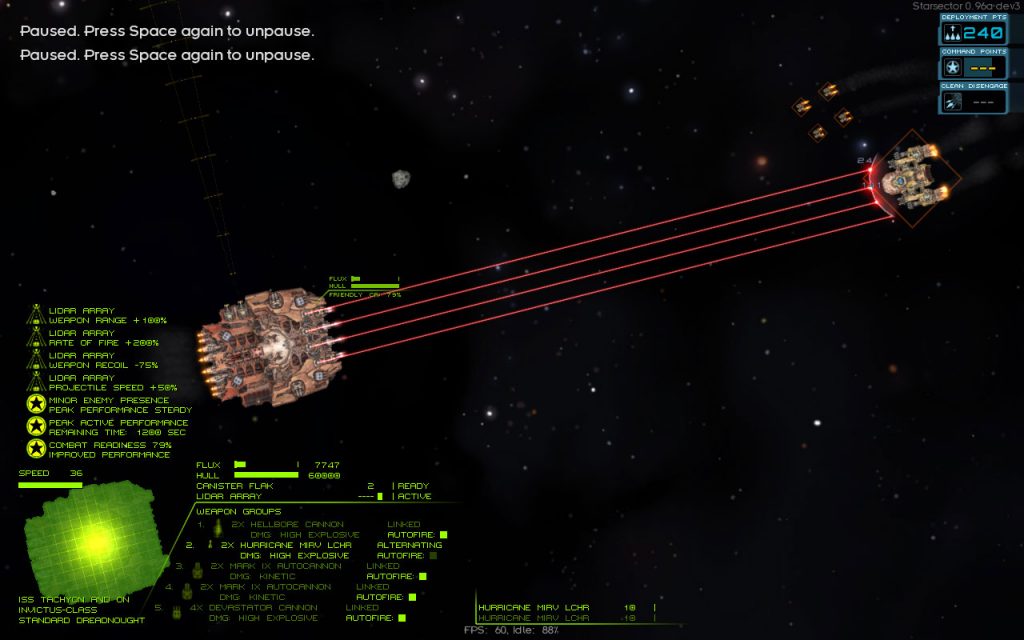 Starsector 0.96a-dev3
Paused. Press Space again to unpause.
Paused. Press Space again to unpause.
DEPLOYMENT PTS
240
COMMAND POINTS
---
CLEAN DISENGAGE
---
2.4
FLUX
HULL
FRIENDLY CR: 79%
LIDAR ARRAY
WEAPON RANGE +100%
LIDAR ARRAY
RATE OF FIRE +200%
LIDAR ARRAY
WEAPON RECOIL -75%
LIDAR ARRAY
PROJECTILE SPEED +50%
MINOR ENEMY PRESENCE
PEAK PERFORMANCE STEADY
PEAK ACTIVE PERFORMANCE
REMAINING TIME: 1200 SEC
COMBAT READINESS 79%
IMPROVED PERFORMANCE
SPEED 36
FLUX 7747
HULL 60000
CANISTER FLAK 2 | READY
LIDAR ARRAY ---- | ACTIVE
WEAPON GROUPS
1. 2X HELLBORE CANNON LINKED
DMG: HIGH EXPLOSIVE AUTOFIRE:
2. 2X HURRICANE MIRV LCHR ALTERNATING
DMG: HIGH EXPLOSIVE AUTOFIRE:
3. 2X MARK IX AUTOCANNON LINKED
DMG: KINETIC AUTOFIRE:
4. 2X MARK IX AUTOCANNON LINKED
DMG: KINETIC AUTOFIRE:
5. 4X DEVASTATOR CANNON LINKED
DMG: HIGH EXPLOSIVE AUTOFIRE:
ISS TACHYON AND ON
INVICTUS-CLASS
STANDARD DREADNOUGHT
HURRICANE MIRV LCHR 10 |
HURRICANE MIRV LCHR 10 |
FPS: 60, Idle: 88%